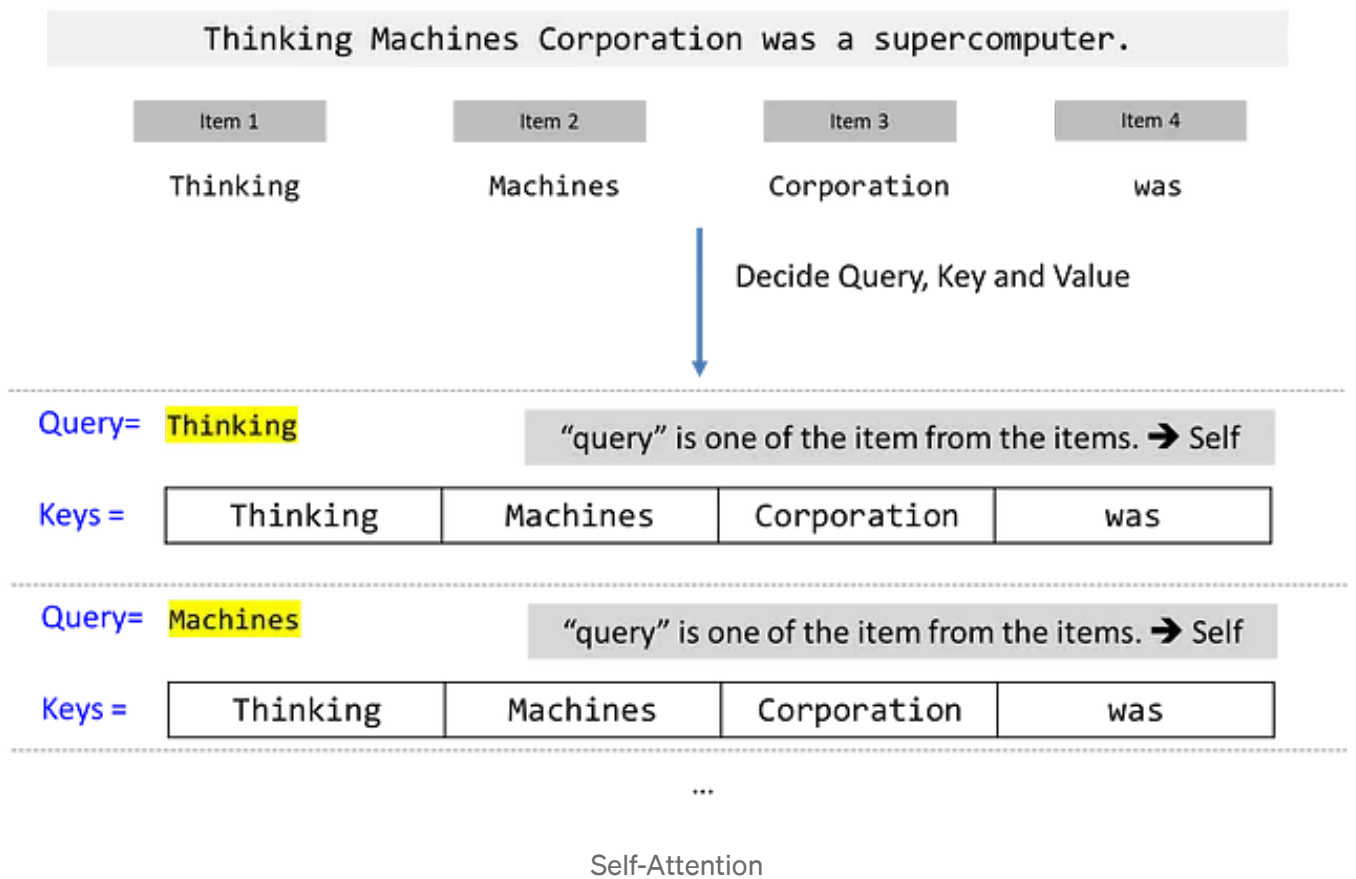 Thinking Machines Corporation was a supercomputer.
Item 1 Item 2 Item 3 Item 4
Thinking Machines Corporation was
Decide Query, Key and Value
Query= Thinking
“query” is one of the item from the items. ➔ Self
Keys = Thinking Machines Corporation was
Query= Machines
“query” is one of the item from the items. ➔ Self
Keys = Thinking Machines Corporation was
...
Self-Attention